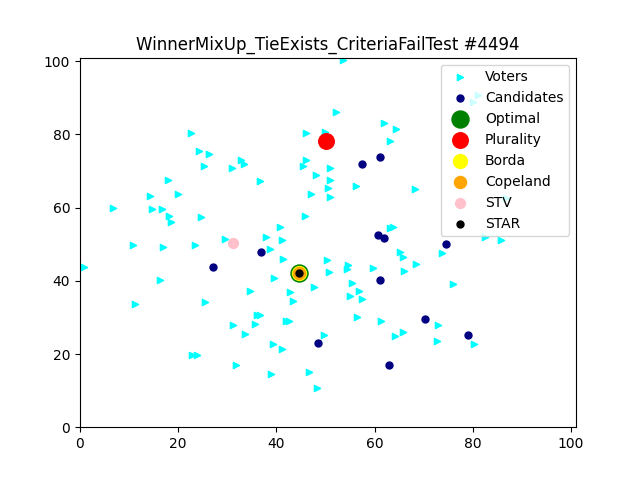 WinnerMixUp_TieExists_CriteriaFailTest #4494
100
80
60
40
20
0
0
20
40
60
80
100
Voters
Candidates
Optimal
Plurality
Borda
Copeland
STV
STAR